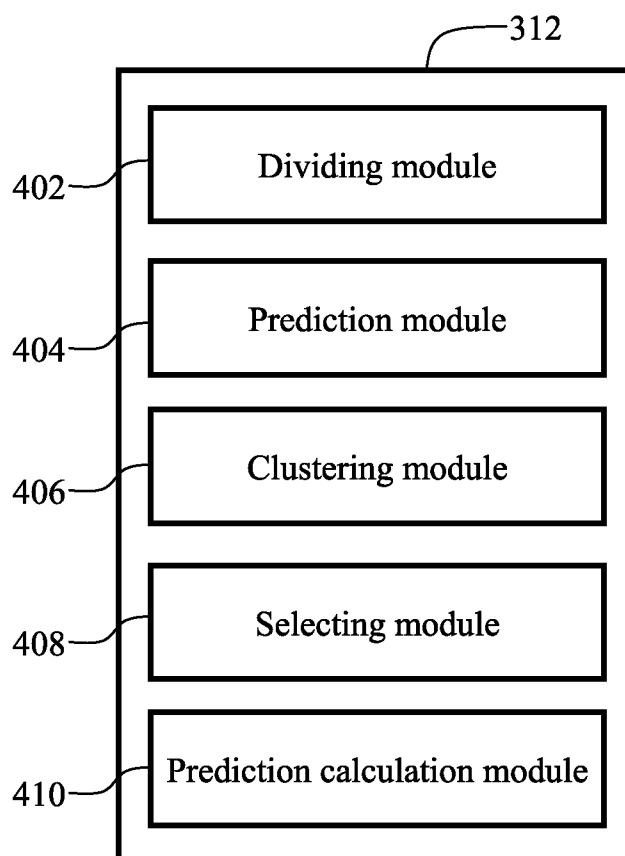 312
402
Dividing module
404
Prediction module
406
Clustering module
408
Selecting module
410
Prediction calculation module